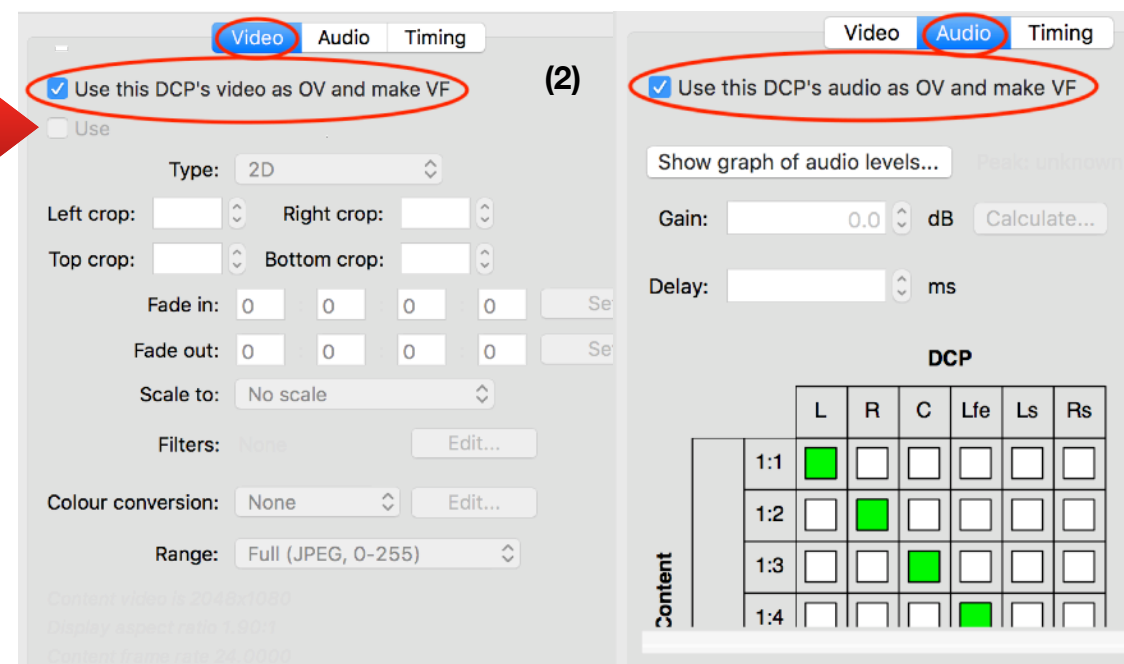 Video Audio Timing
Use this DCP's video as OV and make VF
Use
Type: 2D
Left crop: Right crop:
Top crop: Bottom crop:
Fade in: 0 : 0 : 0 : 0 Se
Fade out: 0 : 0 : 0 : 0 Se
Scale to: No scale
Filters: None Edit...
Colour conversion: None Edit...
Range: Full (JPEG, 0-255)
Content video is 2048x1080
Display aspect ratio 1.90:1
Content frame rate 24.0000
(2)
Video Audio Timing
Use this DCP's audio as OV and make VF
Show graph of audio levels... Peak: unknown
Gain: 0.0 dB Calculate...
Delay: ms
DCP
L R C Lfe Ls Rs
1:1
1:2
1:3
1:4
Content